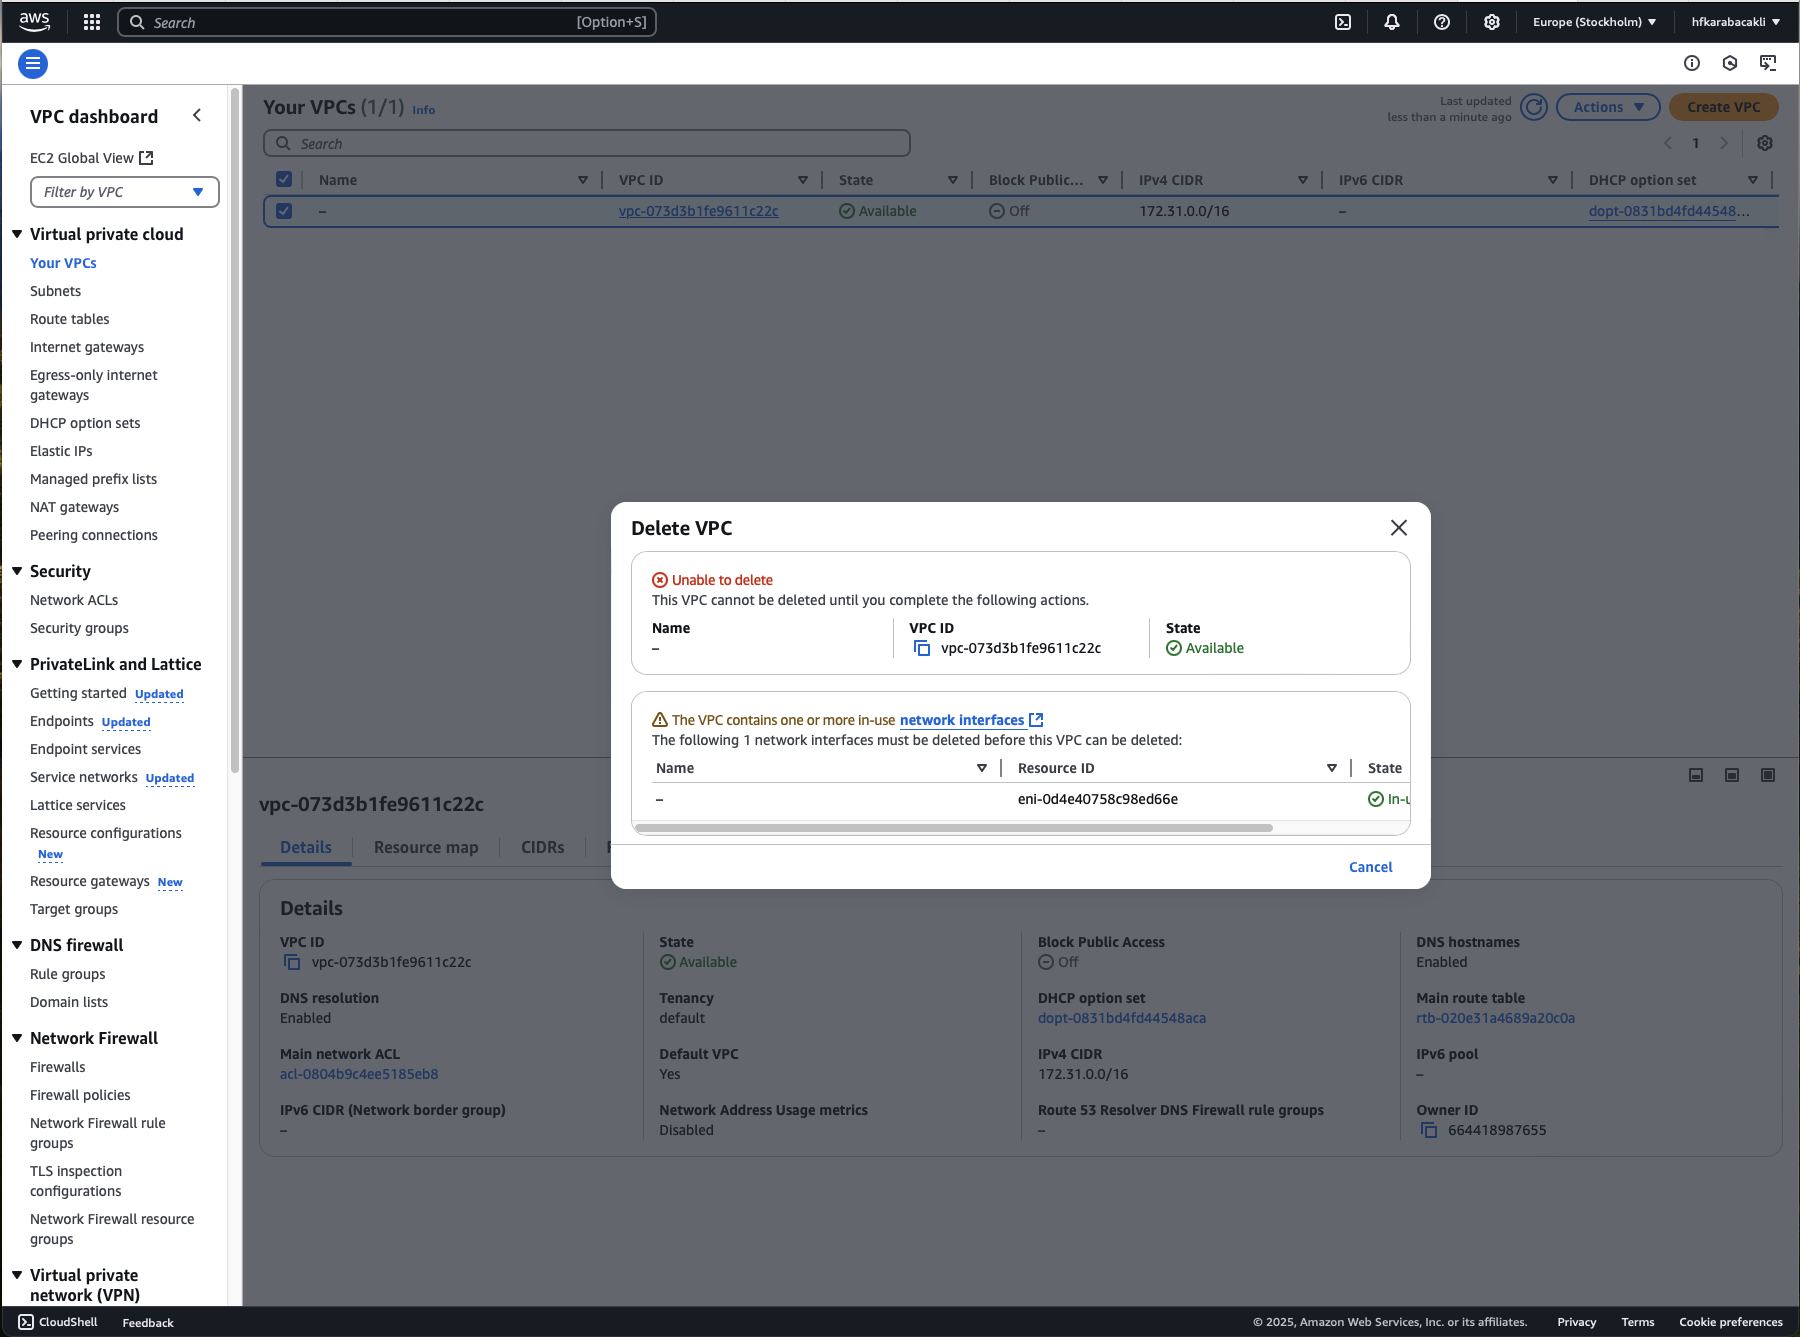 aws
Search
[Option+S]
Europe (Stockholm)
hfkarabacakli
VPC dashboard
EC2 Global View
Filter by VPC
Virtual private cloud
Your VPCs
Subnets
Route tables
Internet gateways
Egress-only internet
gateways
DHCP option sets
Elastic IPs
Managed prefix lists
NAT gateways
Peering connections
Security
Network ACLs
Security groups
PrivateLink and Lattice
Getting started Updated
Endpoints Updated
Endpoint services
Service networks Updated
Lattice services
Resource configurations
New
Resource gateways New
Target groups
DNS firewall
Rule groups
Domain lists
Network Firewall
Firewalls
Firewall policies
Network Firewall rule
groups
TLS inspection
configurations
Network Firewall resource
groups
Virtual private
network (VPN)
Your VPCs (1/1) Info
Last updated
less than a minute ago
Actions
Create VPC
Search
1
Name VPC ID State Block Public... IPv4 CIDR IPv6 CIDR DHCP option set
– vpc-073d3b1fe9611c22c Available Off 172.31.0.0/16 – dopt-0831bd4fd44548...
Delete VPC
Unable to delete
This VPC cannot be deleted until you complete the following actions.
Name VPC ID State
– vpc-073d3b1fe9611c22c Available
The VPC contains one or more in-use network interfaces
The following 1 network interfaces must be deleted before this VPC can be deleted:
Name Resource ID State
– eni-0d4e40758c98ed66e In-u
Cancel
vpc-073d3b1fe9611c22c
Details Resource map CIDRs
Details
VPC ID
vpc-073d3b1fe9611c22c
State
Available
Block Public Access
Off
DNS hostnames
Enabled
DNS resolution
Enabled
Tenancy
default
DHCP option set
dopt-0831bd4fd44548aca
Main route table
rtb-020e31a4689a20c0a
Main network ACL
acl-0804b9c4ee5185eb8
Default VPC
Yes
IPv4 CIDR
172.31.0.0/16
IPv6 pool
–
IPv6 CIDR (Network border group)
–
Network Address Usage metrics
Disabled
Route 53 Resolver DNS Firewall rule groups
–
Owner ID
664418987655
CloudShell
Feedback
© 2025, Amazon Web Services, Inc. or its affiliates.
Privacy
Terms
Cookie preferences